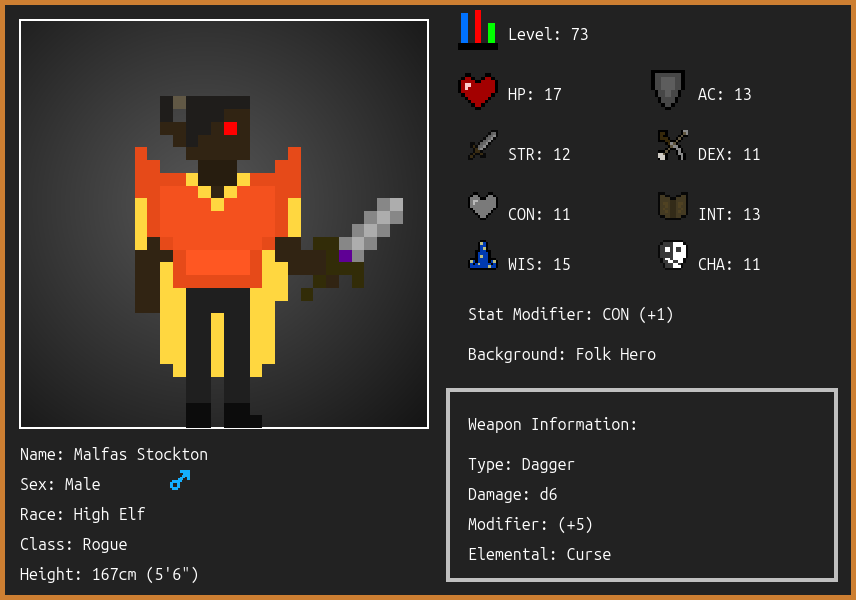 Level: 73
HP: 17
AC: 13
STR: 12
DEX: 11
CON: 11
INT: 13
WIS: 15
CHA: 11
Stat Modifier: CON (+1)
Background: Folk Hero
Weapon Information:
Type: Dagger
Damage: d6
Modifier: (+5)
Elemental: Curse
Name: Malfas Stockton
Sex: Male
Race: High Elf
Class: Rogue
Height: 167cm (5'6")